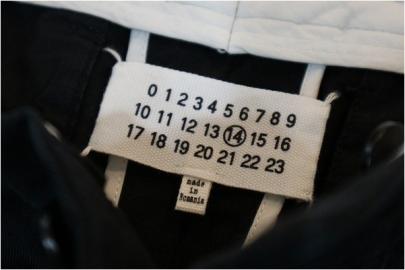 0 1 2 3 4 5 6 7 8 9
10 11 12 13 14 15 16
17 18 19 20 21 22 23
made
in
Romania